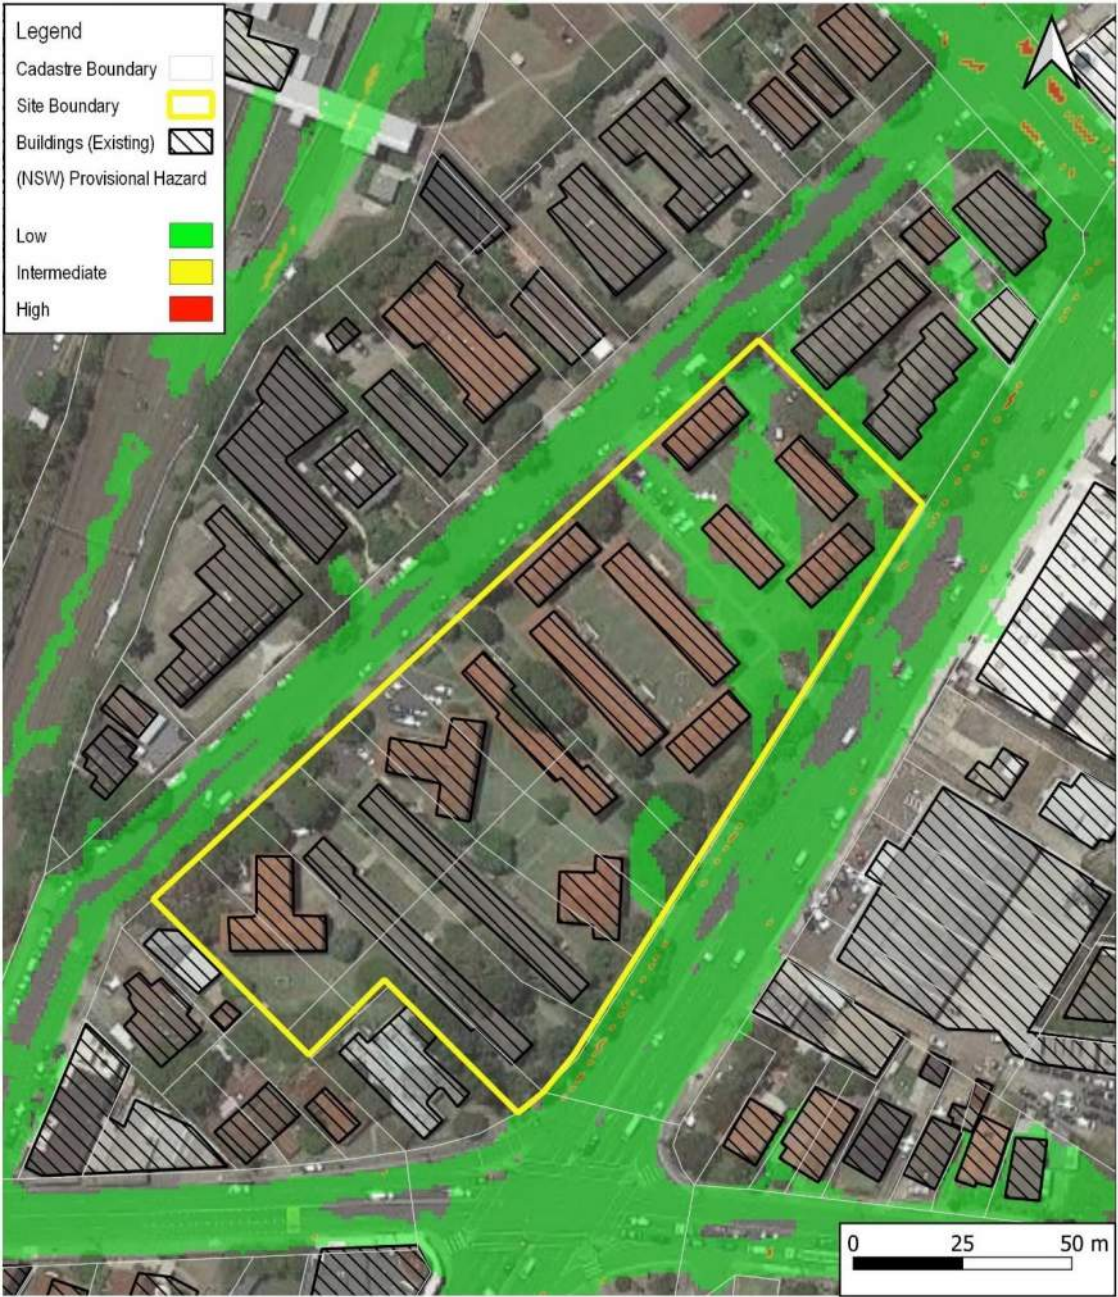 Legend
Cadastre Boundary
Site Boundary
Buildings (Existing)
(NSW) Provisional Hazard
Low
Intermediate
High
0 25 50 m